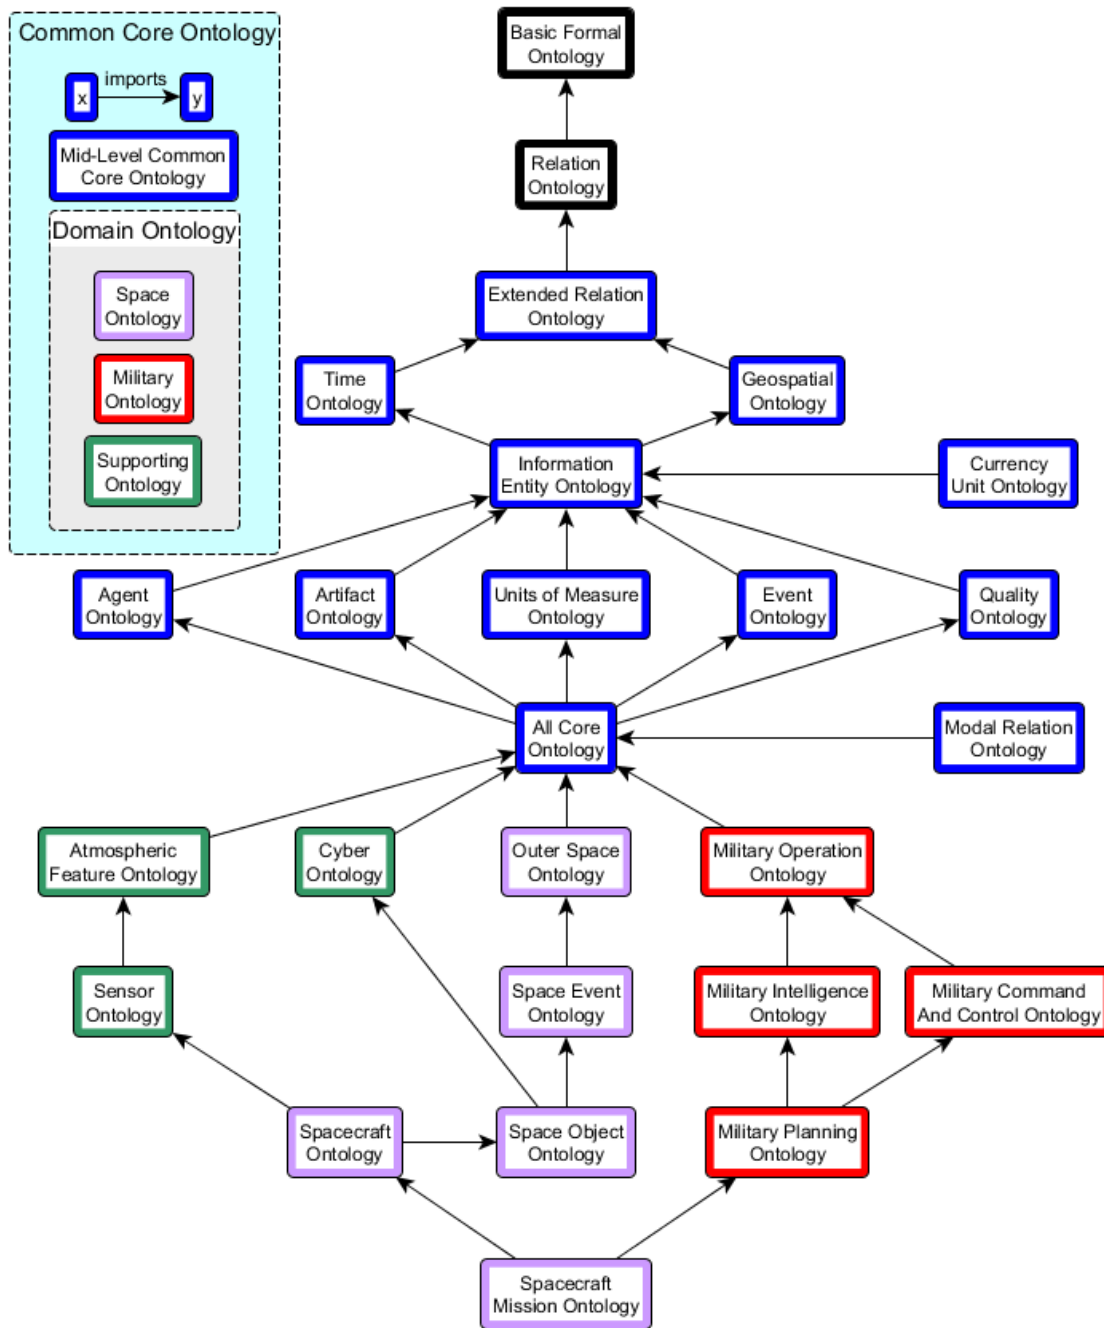 Common Core Ontology
x
imports
y
Mid-Level Common
Core Ontology
Domain Ontology
Space
Ontology
Military
Ontology
Supporting
Ontology
Basic Formal
Ontology
Relation
Ontology
Extended Relation
Ontology
Time
Ontology
Geospatial
Ontology
Information
Entity Ontology
Currency
Unit Ontology
Agent
Ontology
Artifact
Ontology
Units of Measure
Ontology
Event
Ontology
Quality
Ontology
All Core
Ontology
Modal Relation
Ontology
Atmospheric
Feature Ontology
Cyber
Ontology
Outer Space
Ontology
Military Operation
Ontology
Sensor
Ontology
Space Event
Ontology
Military Intelligence
Ontology
Military Command
And Control Ontology
Spacecraft
Ontology
Space Object
Ontology
Military Planning
Ontology
Spacecraft
Mission Ontology